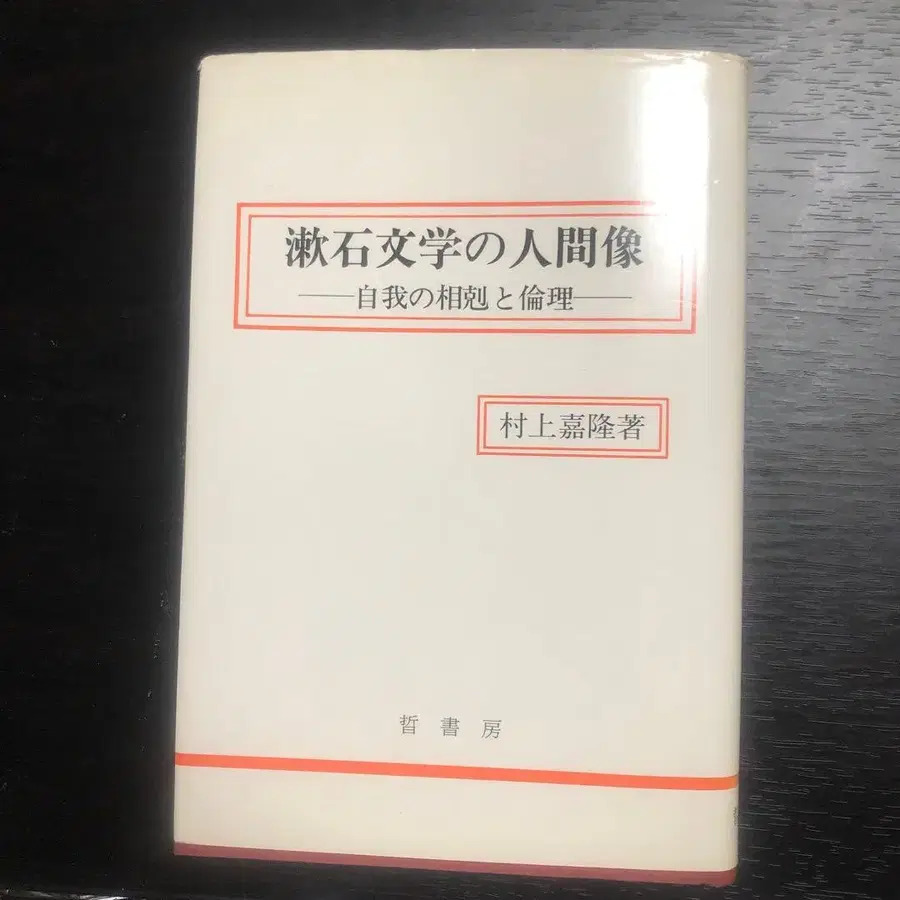 漱石文学の人間像
——自我の相剋と倫理——
村上嘉隆著
晢書房